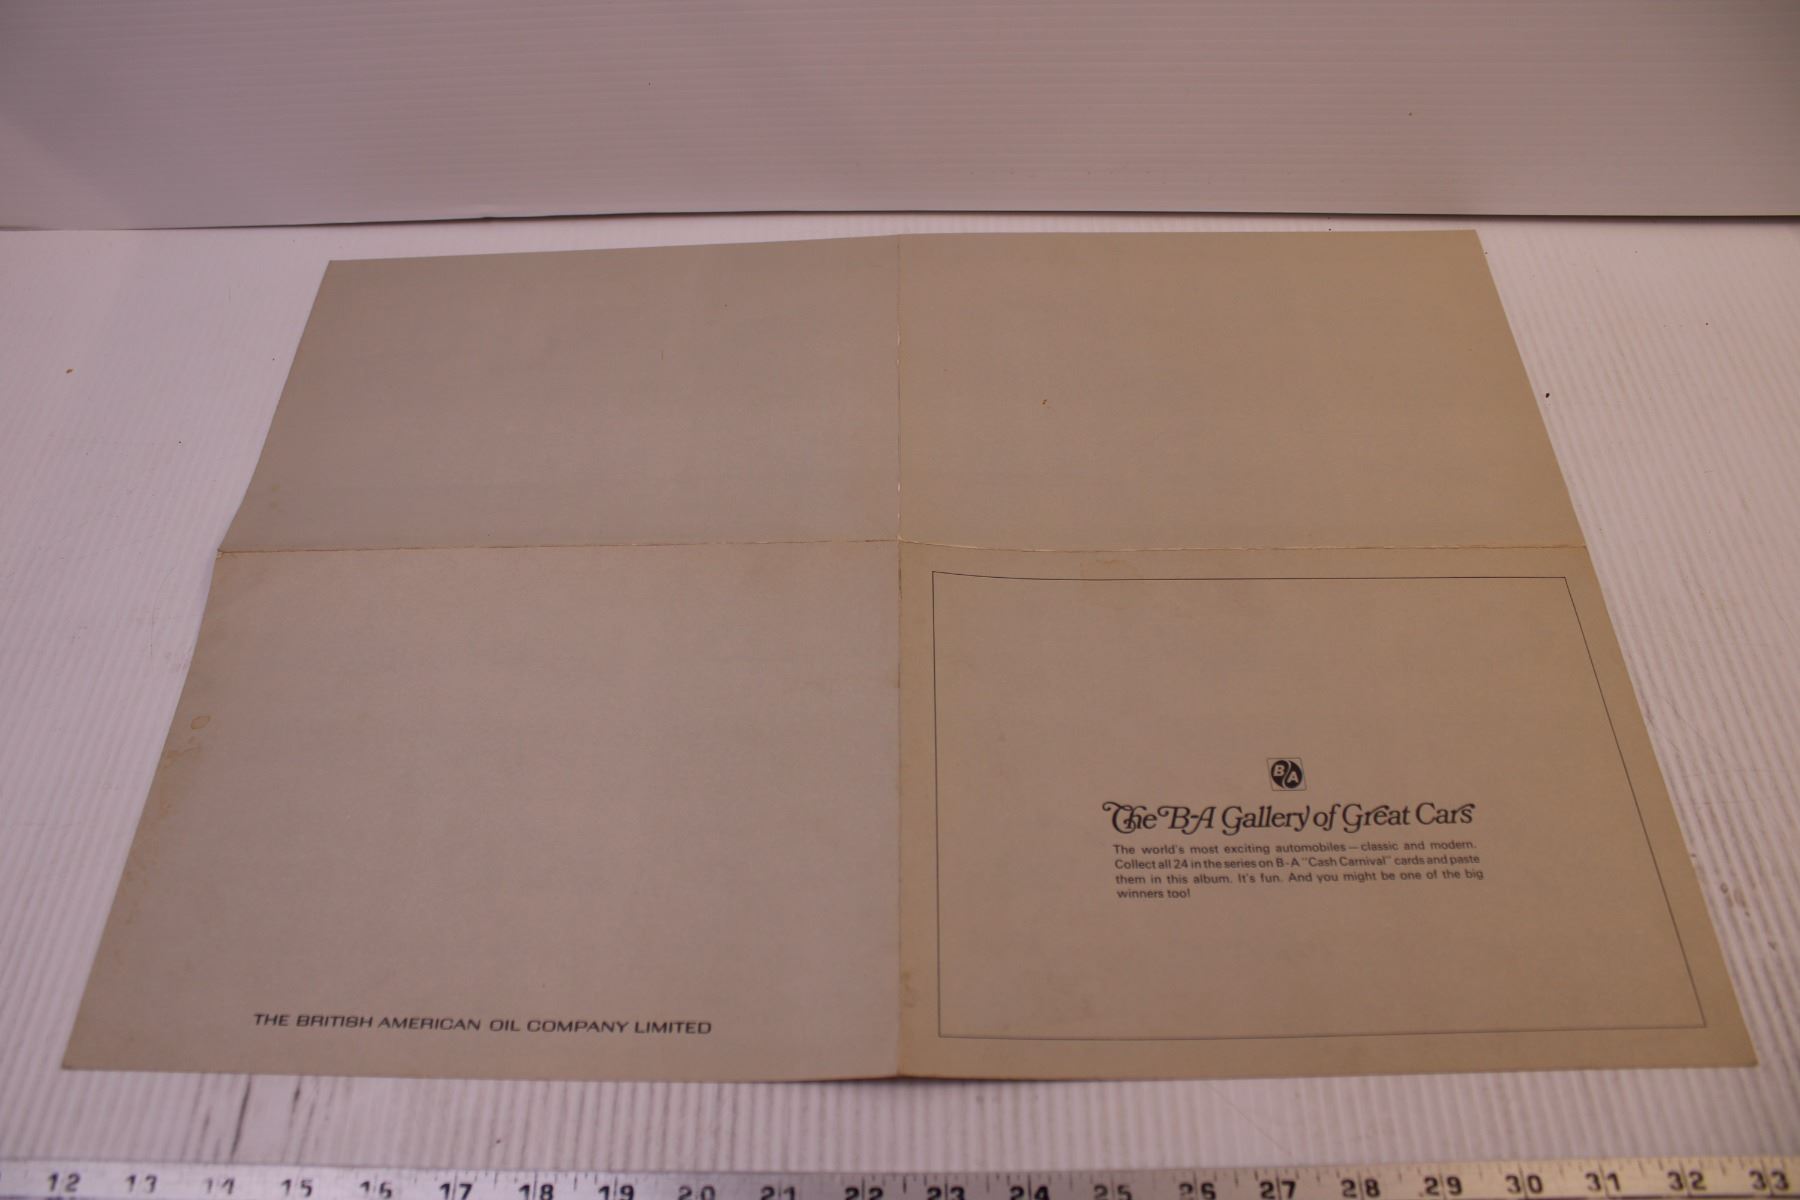 B/A
The B-A Gallery of Great Cars
The world's most exciting automobiles — classic and modern.
Collect all 24 in the series on B-A "Cash Carnival" cards and paste
them in this album. It's fun. And you might be one of the big
winners too!
THE BRITISH AMERICAN OIL COMPANY LIMITED
12 13 14 15 16 17 18 19 20 21 22 23 24 25 26 27 28 29 30 31 32 33